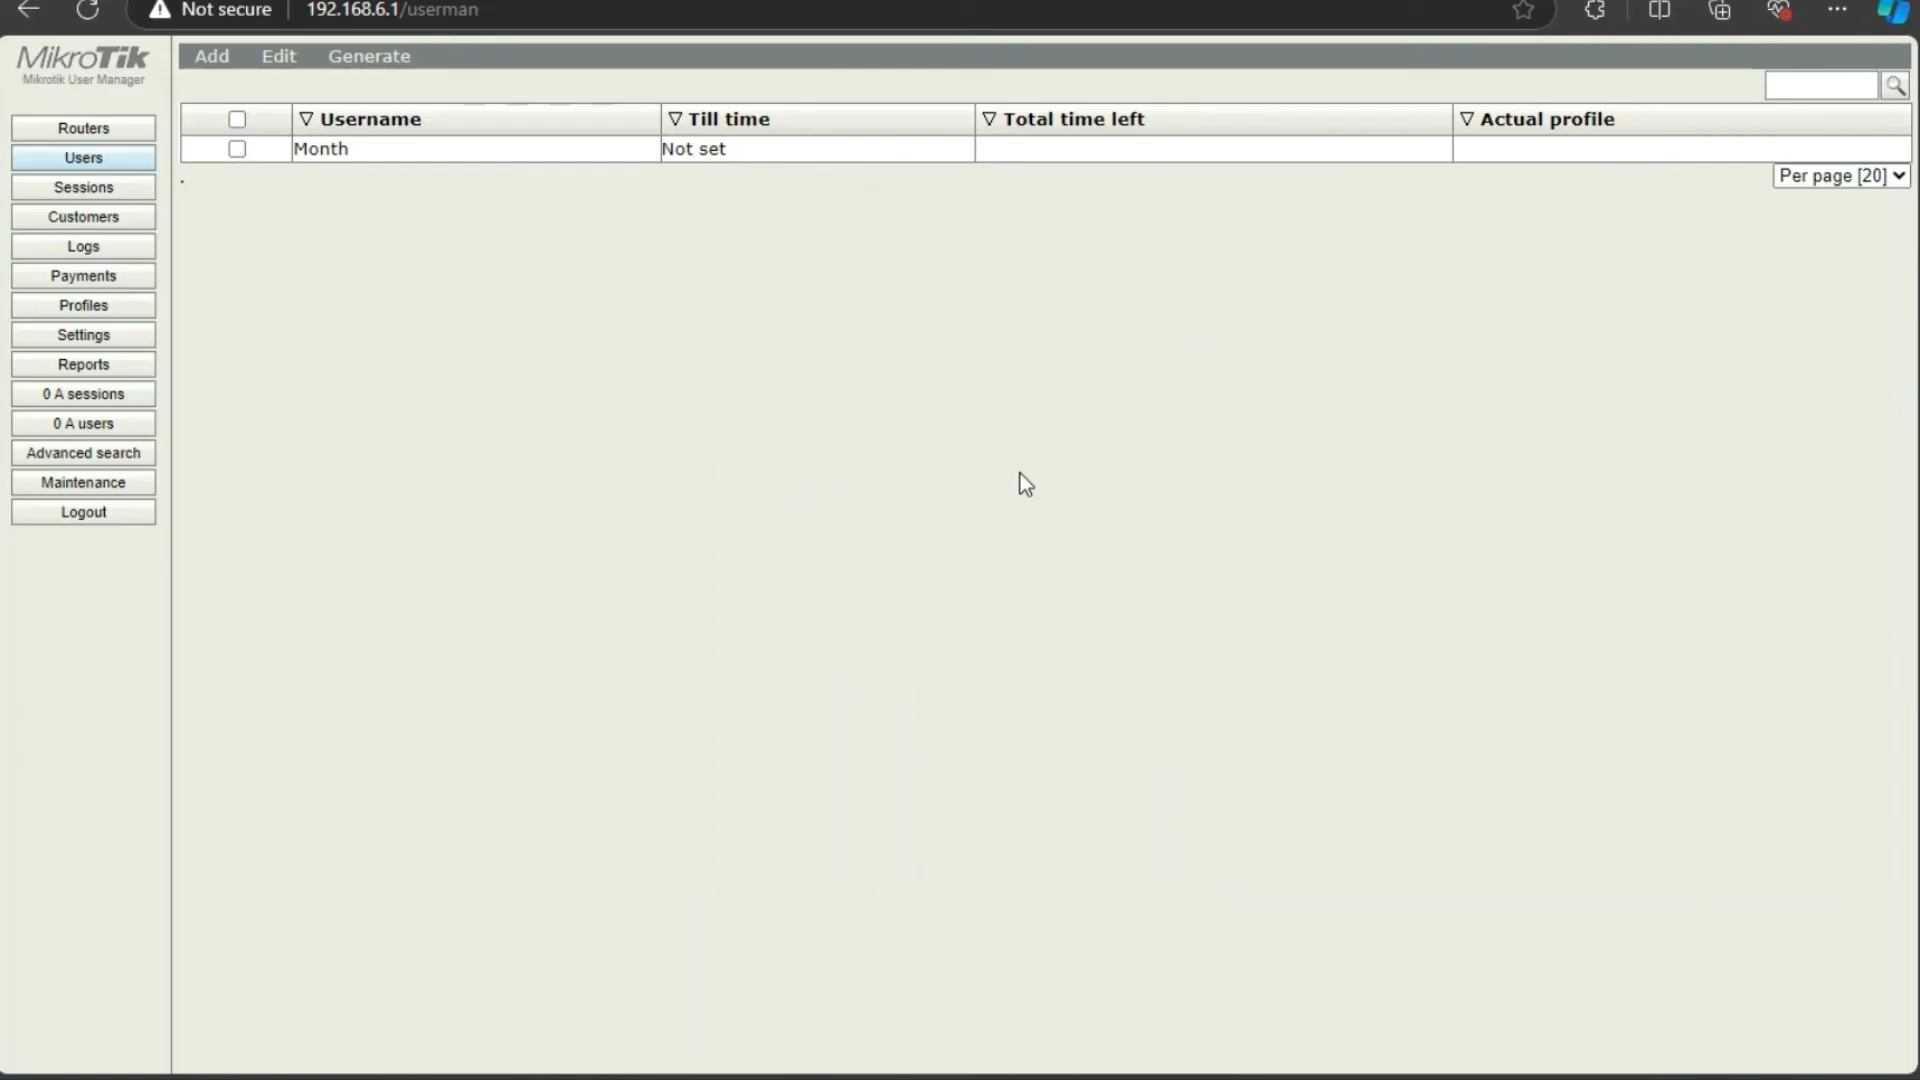 Not secure 192.168.6.1/userman
MikroTik
Mikrotik User Manager
Add Edit Generate
Routers
Users
Sessions
Customers
Logs
Payments
Profiles
Settings
Reports
0 A sessions
0 A users
Advanced search
Maintenance
Logout
Username Till time Total time left Actual profile
Month Not set
Per page [20]